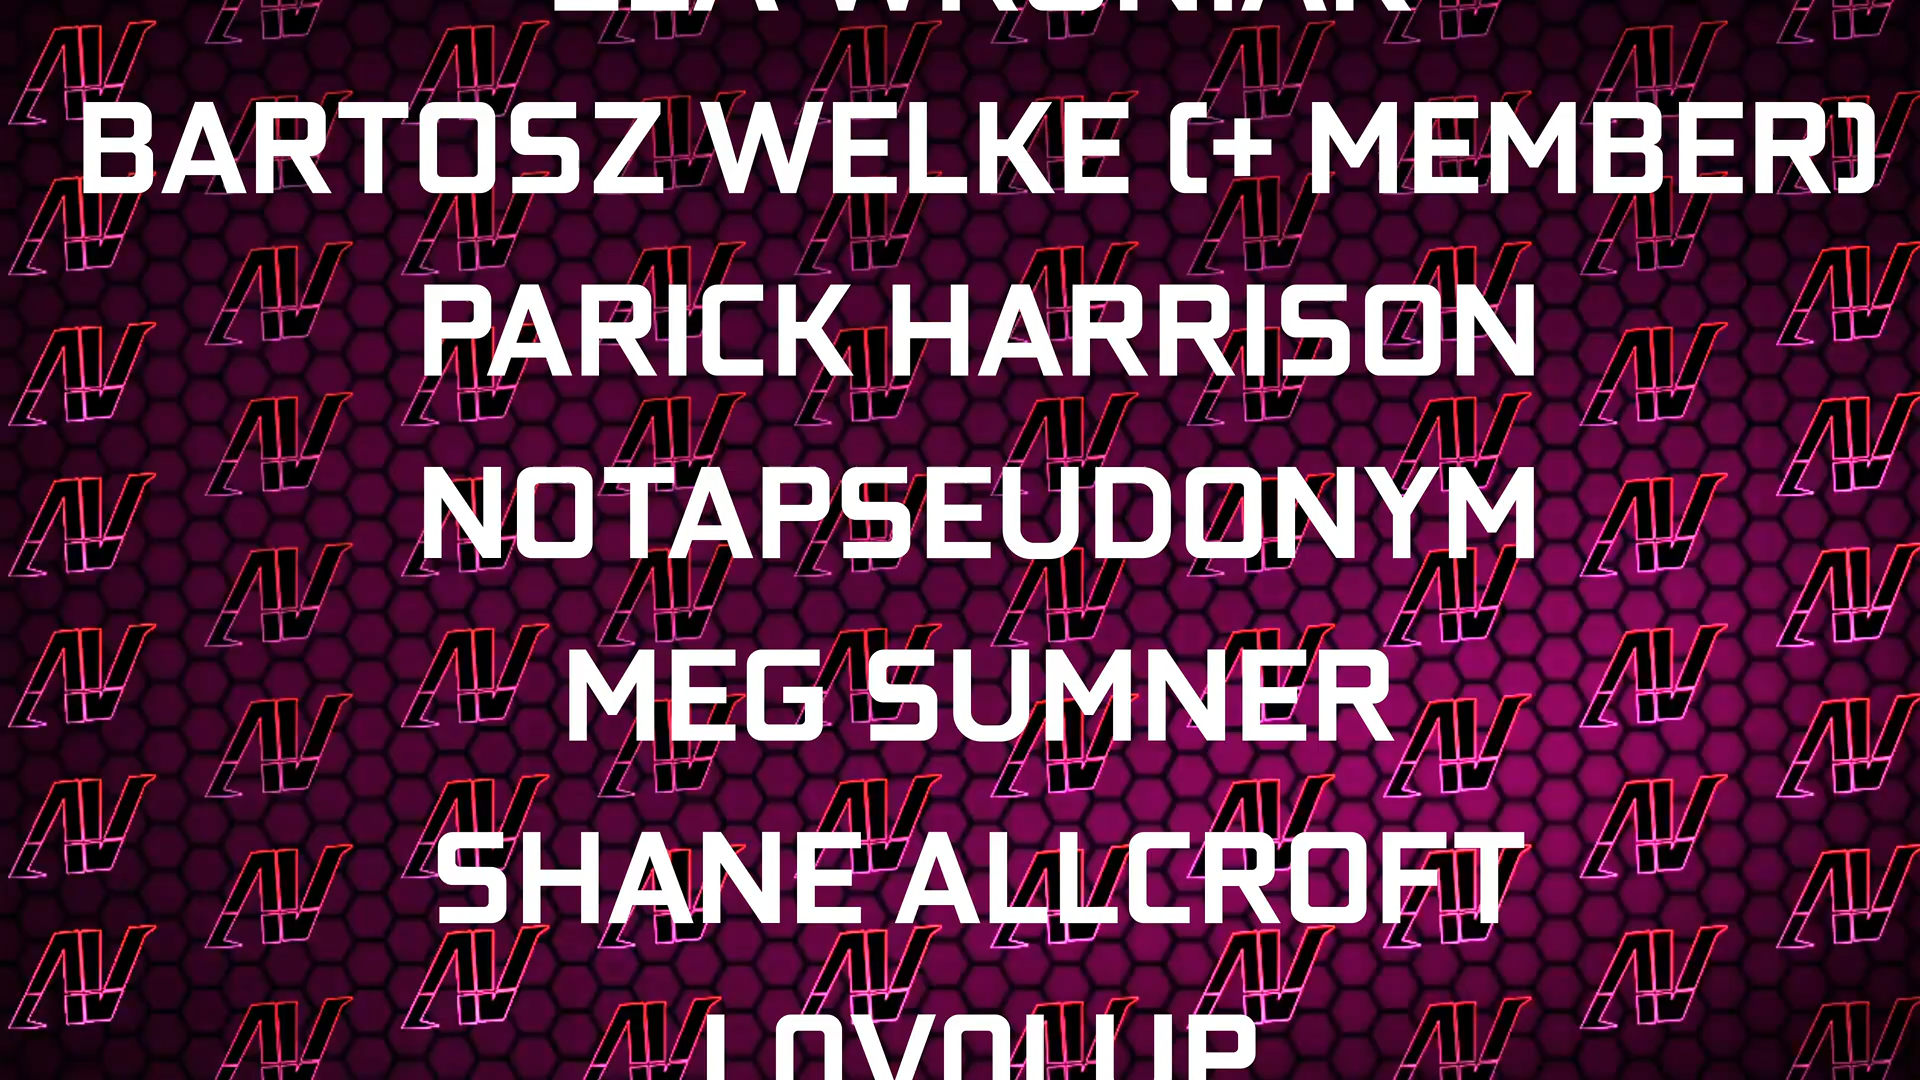 BARTOSZ WELKE (+ MEMBER)
PARICK HARRISON
NOTAPSEUDONYM
MEG SUMNER
SHANE ALLCROFT